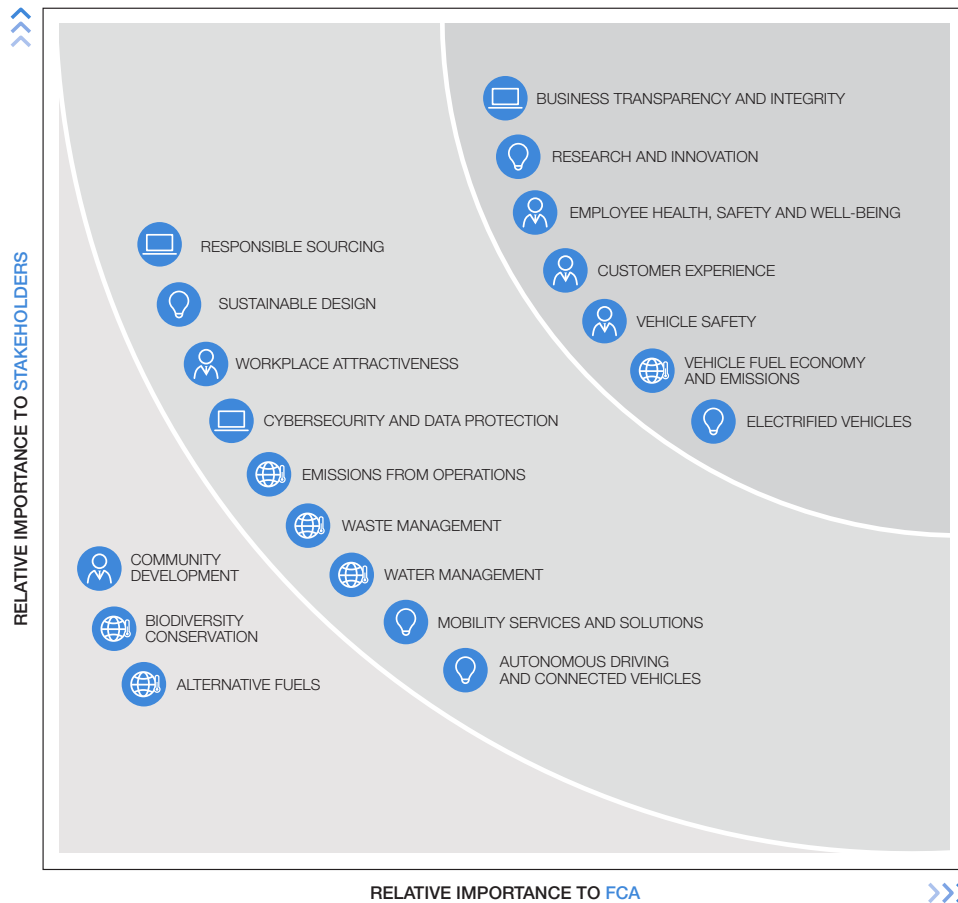 BUSINESS TRANSPARENCY AND INTEGRITY
RESEARCH AND INNOVATION
EMPLOYEE HEALTH, SAFETY AND WELL-BEING
CUSTOMER EXPERIENCE
VEHICLE SAFETY
VEHICLE FUEL ECONOMY
AND EMISSIONS
ELECTRIFIED VEHICLES
RESPONSIBLE SOURCING
SUSTAINABLE DESIGN
WORKPLACE ATTRACTIVENESS
CYBERSECURITY AND DATA PROTECTION
EMISSIONS FROM OPERATIONS
WASTE MANAGEMENT
WATER MANAGEMENT
MOBILITY SERVICES AND SOLUTIONS
AUTONOMOUS DRIVING
AND CONNECTED VEHICLES
COMMUNITY
DEVELOPMENT
BIODIVERSITY
CONSERVATION
ALTERNATIVE FUELS
RELATIVE IMPORTANCE TO STAKEHOLDERS
RELATIVE IMPORTANCE TO FCA